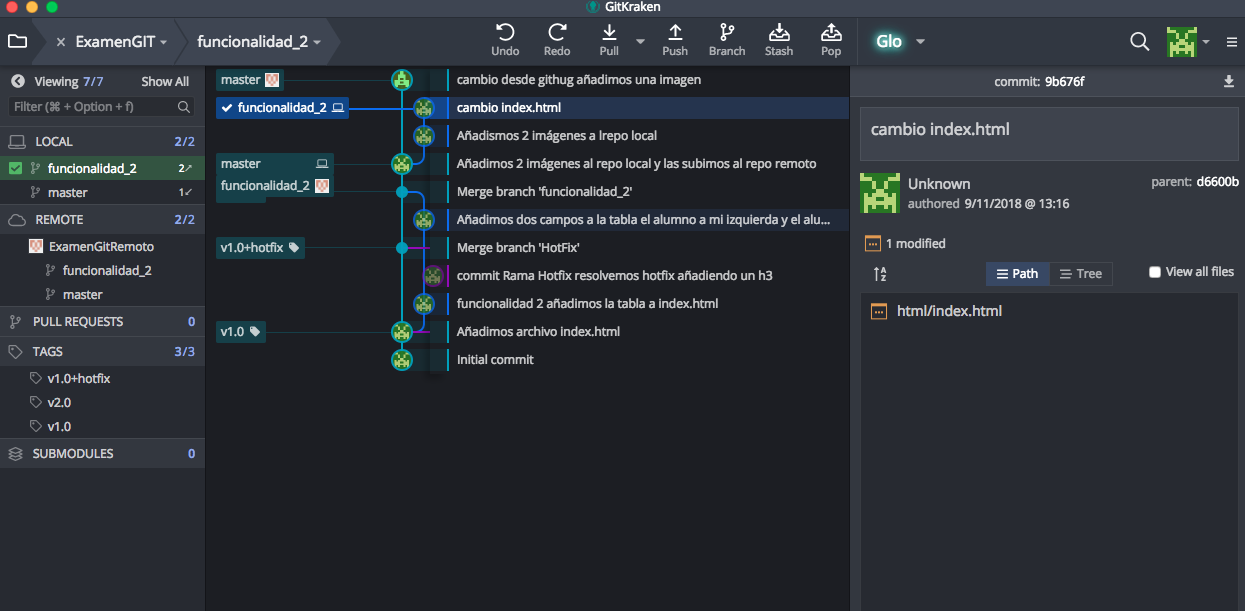 GitKraken
ExamenGIT
funcionalidad_2
Undo
Redo
Pull
Push
Branch
Stash
Pop
Glo
Viewing 7/7 Show All
Filter (⌘ + Option + f)
LOCAL 2/2
funcionalidad_2 2↗
master 1↙
REMOTE 2/2
ExamenGitRemoto
funcionalidad_2
master
PULL REQUESTS 0
TAGS 3/3
v1.0+hotfix
v2.0
v1.0
SUBMODULES 0
master cambio desde githug añadimos una imagen
funcionalidad_2 cambio index.html
Añadismos 2 imágenes a lrepo local
master Añadimos 2 imágenes al repo local y las subimos al repo remoto
funcionalidad_2 Merge branch 'funcionalidad_2'
Añadimos dos campos a la tabla el alumno a mi izquierda y el alu...
v1.0+hotfix Merge branch 'HotFix'
commit Rama Hotfix resolvemos hotfix añadiendo un h3
funcionalidad 2 añadimos la tabla a index.html
v1.0 Añadimos archivo index.html
Initial commit
commit: 9b676f
cambio index.html
Unknown parent: d6600b
authored 9/11/2018 @ 13:16
1 modified
AZ Path Tree View all files
html/index.html